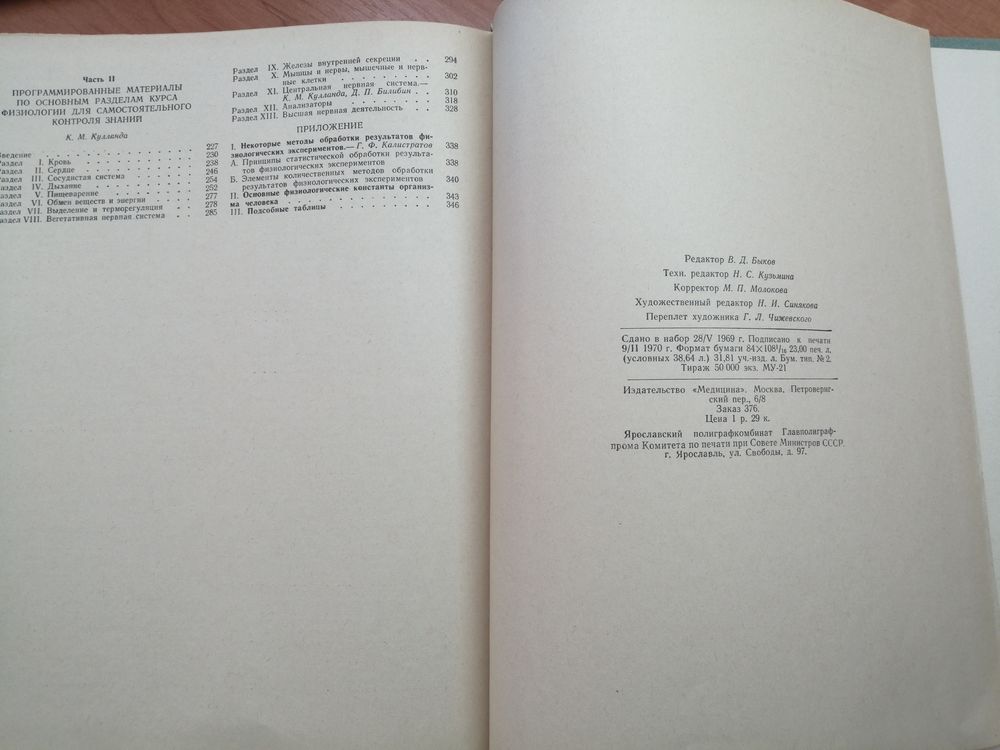 Часть II
ПРОГРАММИРОВАННЫЕ МАТЕРИАЛЫ
ПО ОСНОВНЫМ РАЗДЕЛАМ КУРСА
ФИЗИОЛОГИИ ДЛЯ САМОСТОЯТЕЛЬНОГО
КОНТРОЛЯ ЗНАНИЙ
К. М. Кулланда
Введение . . . 227
Раздел I. Кровь . . . 230
Раздел II. Сердце . . . 238
Раздел III. Сосудистая система . . . 246
Раздел IV. Дыхание . . . 254
Раздел V. Пищеварение . . . 252
Раздел VI. Обмен веществ и энергии . . . 277
Раздел VII. Выделение и терморегуляция . . . 278
Раздел VIII. Вегетативная нервная система . . . 285
Раздел IX. Железы внутренней секреции . . 294
Раздел X. Мышцы и нервы, мышечные и нерв-
ные клетки . . . 302
Раздел XI. Центральная нервная система.—
К. М. Кулланда, Д. П. Билибин . . 310
Раздел XII. Анализаторы . . . 318
Раздел XIII. Высшая нервная деятельность . . 328
ПРИЛОЖЕНИЕ
I. Некоторые методы обработки результатов фи-
зиологических экспериментов.— Г. Ф. Калистратов 338
А. Принципы статистической обработки результа-
тов физиологических экспериментов 338
Б. Элементы количественных методов обработки
результатов физиологических экспериментов 340
II. Основные физиологические константы организ-
ма человека . . . 343
III. Подсобные таблицы . . . 346
Редактор В. Д. Быков
Техн. редактор Н. С. Кузьмина
Корректор М. П. Молокова
Художественный редактор Н. И. Синякова
Переплет художника Г. Л. Чижевского
Сдано в набор 28/V 1969 г. Подписано к печати
9/II 1970 г. Формат бумаги 84×108¹/₁₆ 23,00 печ. л.
(условных 38,64 л.) 31,81 уч.-изд. л. Бум. тип. № 2.
Тираж 50 000 экз. МУ-21
Издательство «Медицина». Москва, Петровериг-
ский пер., 6/8
Заказ 376.
Цена 1 р. 29 к.
Ярославский полиграфкомбинат Главполиграф-
прома Комитета по печати при Совете Министров СССР.
г. Ярославль, ул. Свободы, д. 97.